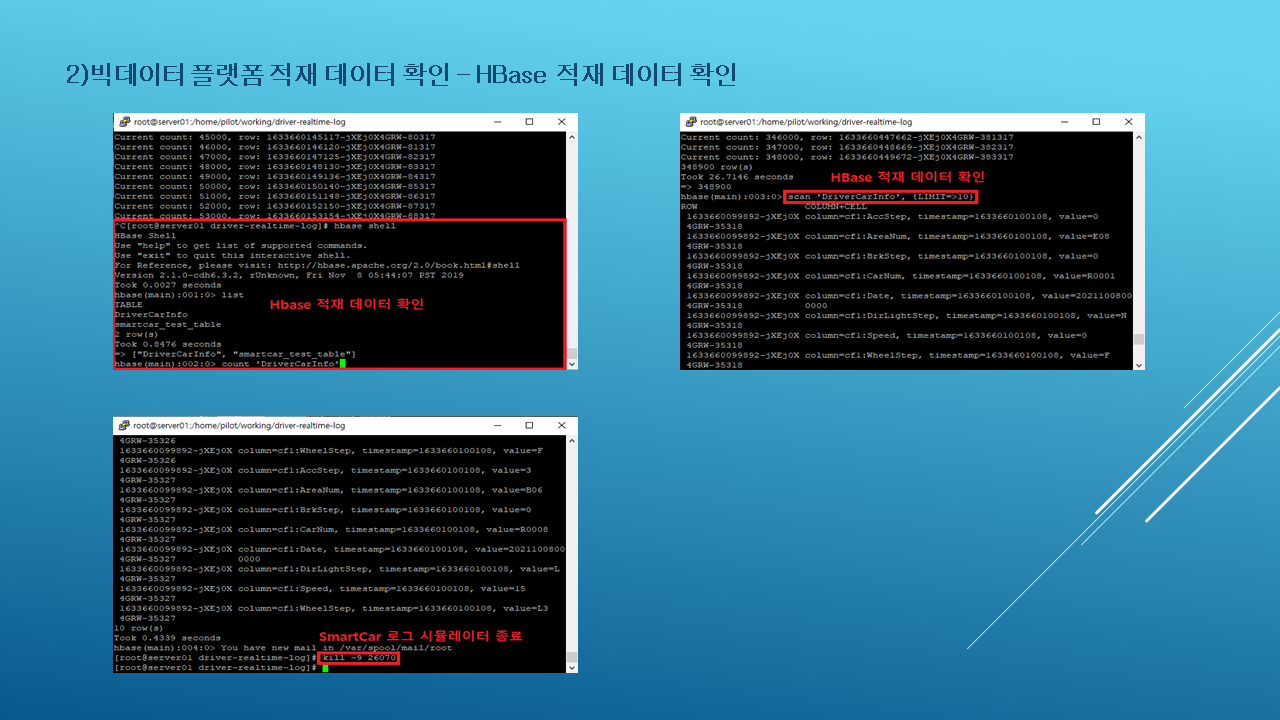 2)빅데이터 플랫폼 적재 데이터 확인 – HBase 적재 데이터 확인
root@server01:/home/pilot/working/driver-realtime-log
Current count: 45000, row: 1633660145117-jXEj0X4GRW-80317
Current count: 46000, row: 1633660146120-jXEj0X4GRW-81317
Current count: 47000, row: 1633660147125-jXEj0X4GRW-82317
Current count: 48000, row: 1633660148130-jXEj0X4GRW-83317
Current count: 49000, row: 1633660149136-jXEj0X4GRW-84317
Current count: 50000, row: 1633660150140-jXEj0X4GRW-85317
Current count: 51000, row: 1633660151148-jXEj0X4GRW-86317
Current count: 52000, row: 1633660152150-jXEj0X4GRW-87317
Current count: 53000, row: 1633660153154-jXEj0X4GRW-88317
^C[root@server01 driver-realtime-log]# hbase shell
HBase Shell
Use "help" to get list of supported commands.
Use "exit" to quit this interactive shell.
For Reference, please visit: http://hbase.apache.org/2.0/book.html#shell
Version 2.1.0-cdh6.3.2, rUnknown, Fri Nov  8 05:44:07 PST 2019
Took 0.0027 seconds
hbase(main):001:0> list
Hbase 적재 데이터 확인
TABLE
DriverCarInfo
smartcar_test_table
2 row(s)
Took 0.8476 seconds
=> ["DriverCarInfo", "smartcar_test_table"]
hbase(main):002:0> count 'DriverCarInfo'
root@server01:/home/pilot/working/driver-realtime-log
Current count: 346000, row: 1633660447662-jXEj0X4GRW-381317
Current count: 347000, row: 1633660448669-jXEj0X4GRW-382317
Current count: 348000, row: 1633660449672-jXEj0X4GRW-383317
348900 row(s)
Took 26.7146 seconds
HBase 적재 데이터 확인
=> 348900
hbase(main):003:0> scan 'DriverCarInfo', {LIMIT=>10}
ROW COLUMN+CELL
1633660099892-jXEj0X column=cf1:AccStep, timestamp=1633660100108, value=0
4GRW-35318
1633660099892-jXEj0X column=cf1:AreaNum, timestamp=1633660100108, value=E08
4GRW-35318
1633660099892-jXEj0X column=cf1:BrkStep, timestamp=1633660100108, value=0
4GRW-35318
1633660099892-jXEj0X column=cf1:CarNum, timestamp=1633660100108, value=R0001
4GRW-35318
1633660099892-jXEj0X column=cf1:Date, timestamp=1633660100108, value=2021100800
4GRW-35318 0000
1633660099892-jXEj0X column=cf1:DirLightStep, timestamp=1633660100108, value=N
4GRW-35318
1633660099892-jXEj0X column=cf1:Speed, timestamp=1633660100108, value=0
4GRW-35318
1633660099892-jXEj0X column=cf1:WheelStep, timestamp=1633660100108, value=F
4GRW-35318
root@server01:/home/pilot/working/driver-realtime-log
4GRW-35326
1633660099892-jXEj0X column=cf1:WheelStep, timestamp=1633660100108, value=F
4GRW-35326
1633660099892-jXEj0X column=cf1:AccStep, timestamp=1633660100108, value=3
4GRW-35327
1633660099892-jXEj0X column=cf1:AreaNum, timestamp=1633660100108, value=B06
4GRW-35327
1633660099892-jXEj0X column=cf1:BrkStep, timestamp=1633660100108, value=0
4GRW-35327
1633660099892-jXEj0X column=cf1:CarNum, timestamp=1633660100108, value=R0008
4GRW-35327
1633660099892-jXEj0X column=cf1:Date, timestamp=1633660100108, value=2021100800
4GRW-35327 0000
1633660099892-jXEj0X column=cf1:DirLightStep, timestamp=1633660100108, value=L
4GRW-35327
1633660099892-jXEj0X column=cf1:Speed, timestamp=1633660100108, value=15
4GRW-35327
1633660099892-jXEj0X column=cf1:WheelStep, timestamp=1633660100108, value=L3
4GRW-35327
10 row(s)
Took 0.4339 seconds
SmartCar 로그 시뮬레이터 종료
hbase(main):004:0> You have new mail in /var/spool/mail/root
[root@server01 driver-realtime-log]# kill -9 26070
[root@server01 driver-realtime-log]#